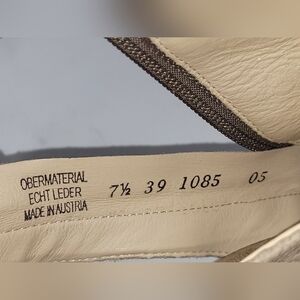 OBERMATERIAL
ECHT LEDER
MADE IN AUSTRIA
7½ 39 1085 05